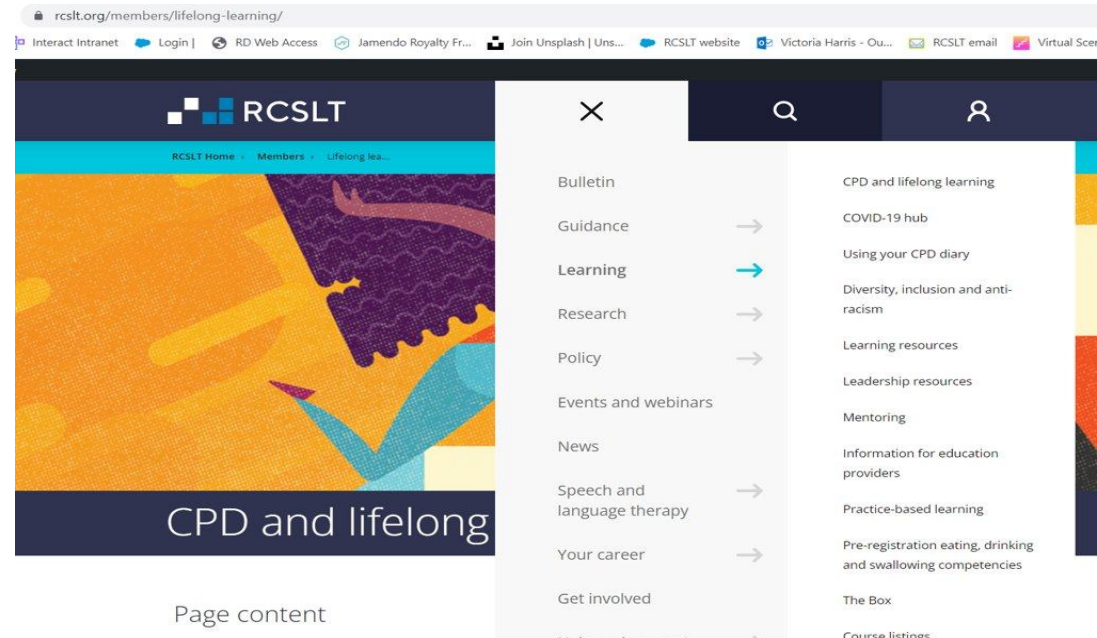 rcslt.org/members/lifelong-learning/
Interact Intranet Login | RD Web Access Jamendo Royalty Fr... Join Unsplash | Uns... RCSLT website Victoria Harris - Ou... RCSLT email Virtual Scen
RCSLT
RCSLT Home › Members › Lifelong lea...
Bulletin
Guidance
Learning
Research
Policy
Events and webinars
News
Speech and
language therapy
Your career
Get involved
CPD and lifelong learning
COVID-19 hub
Using your CPD diary
Diversity, inclusion and anti-
racism
Learning resources
Leadership resources
Mentoring
Information for education
providers
Practice-based learning
Pre-registration eating, drinking
and swallowing competencies
The Box
Course listings
CPD and lifelong
Page content